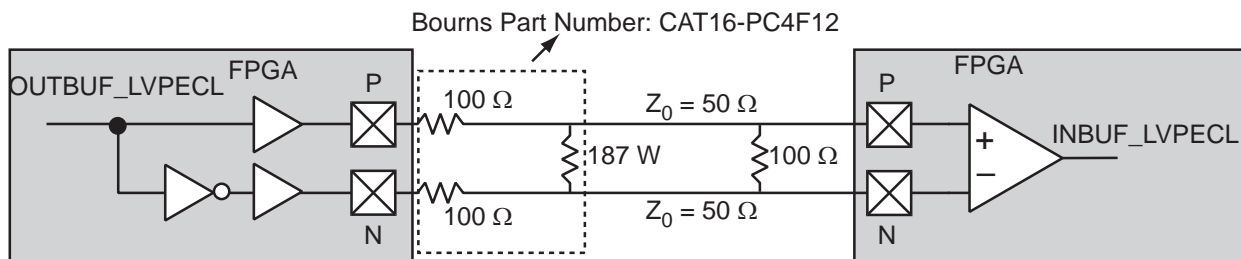 Bourns Part Number: CAT16-PC4F12
OUTBUF_LVPECL
FPGA
P
100 Ω
Z0 = 50 Ω
187 W
100 Ω
100 Ω
N
Z0 = 50 Ω
FPGA
P
+
–
INBUF_LVPECL
N